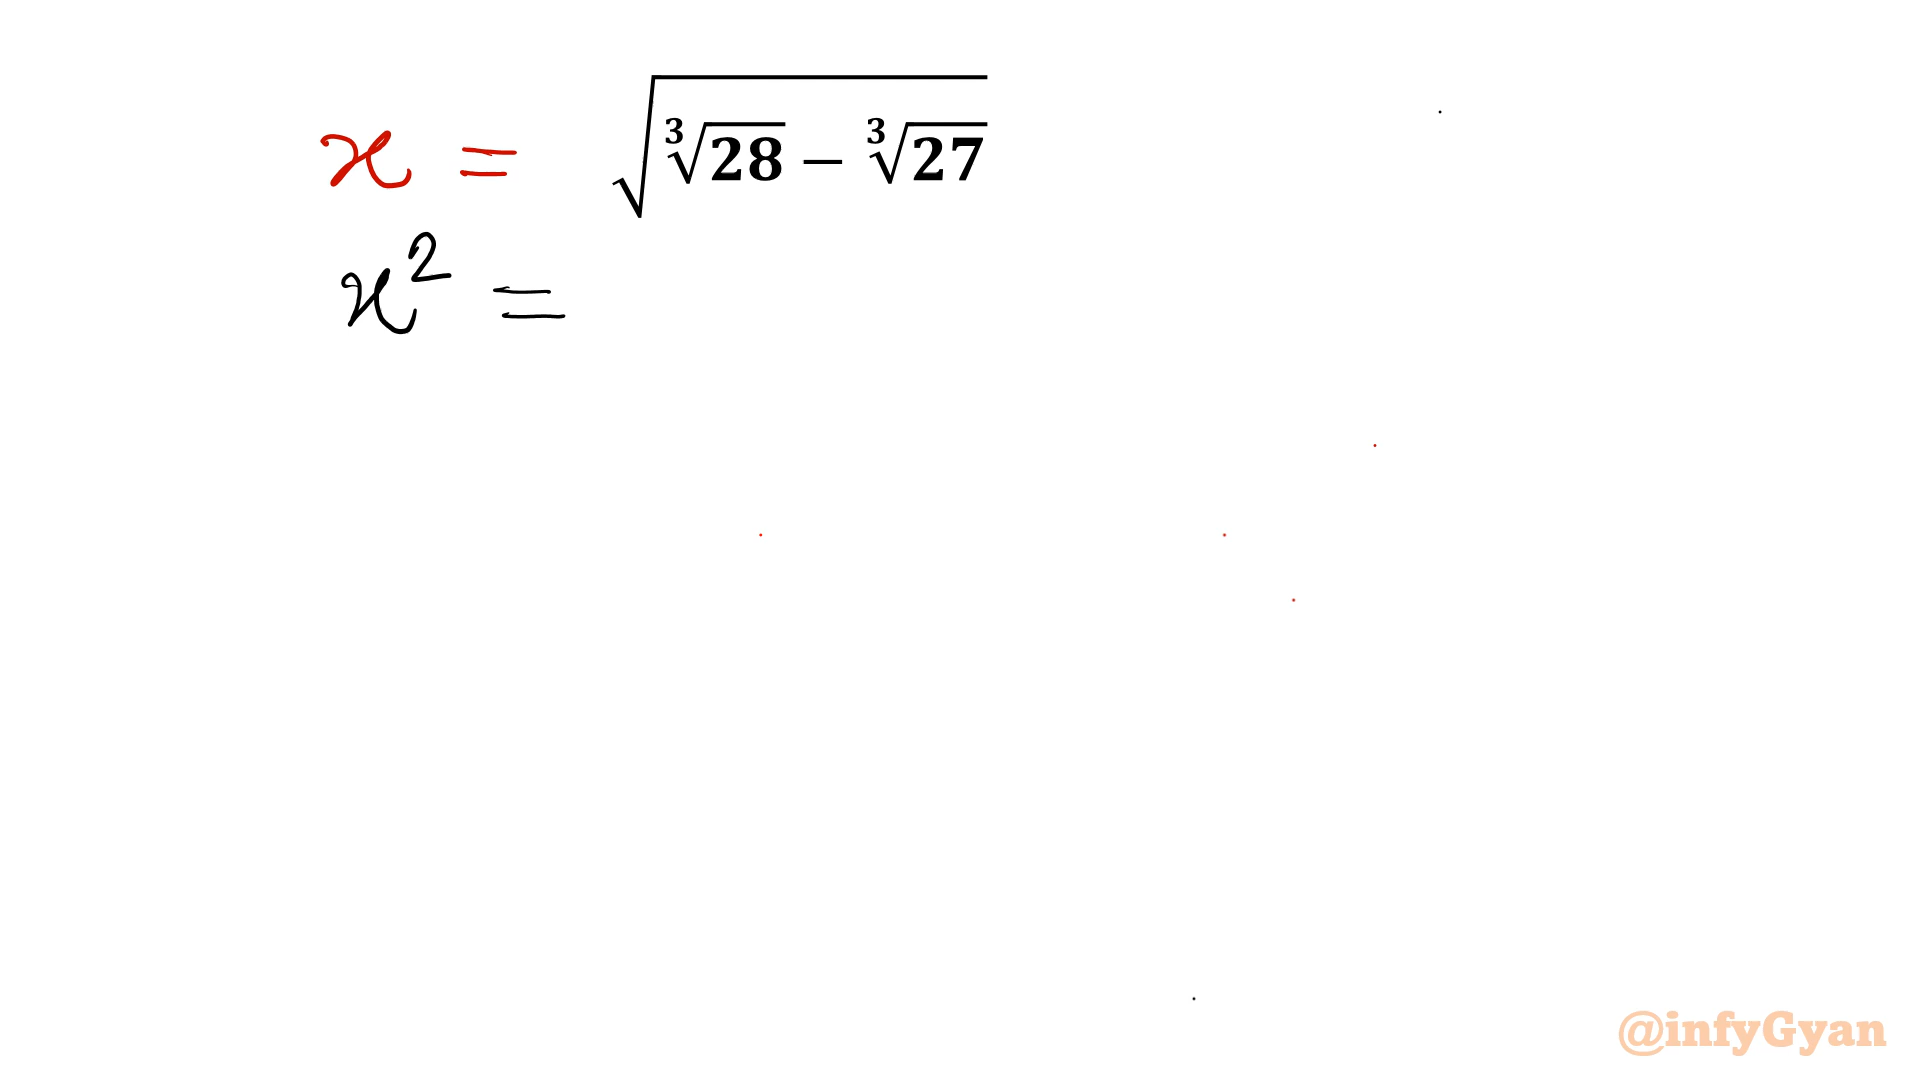 x = √(∛28 − ∛27)
x² =
@infyGyan